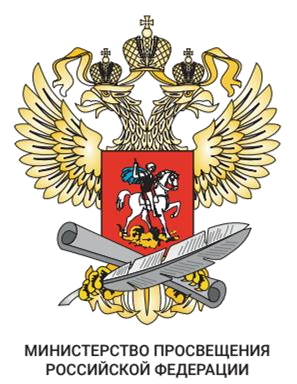 МИНИСТЕРСТВО ПРОСВЕЩЕНИЯ
РОССИЙСКОЙ ФЕДЕРАЦИИ